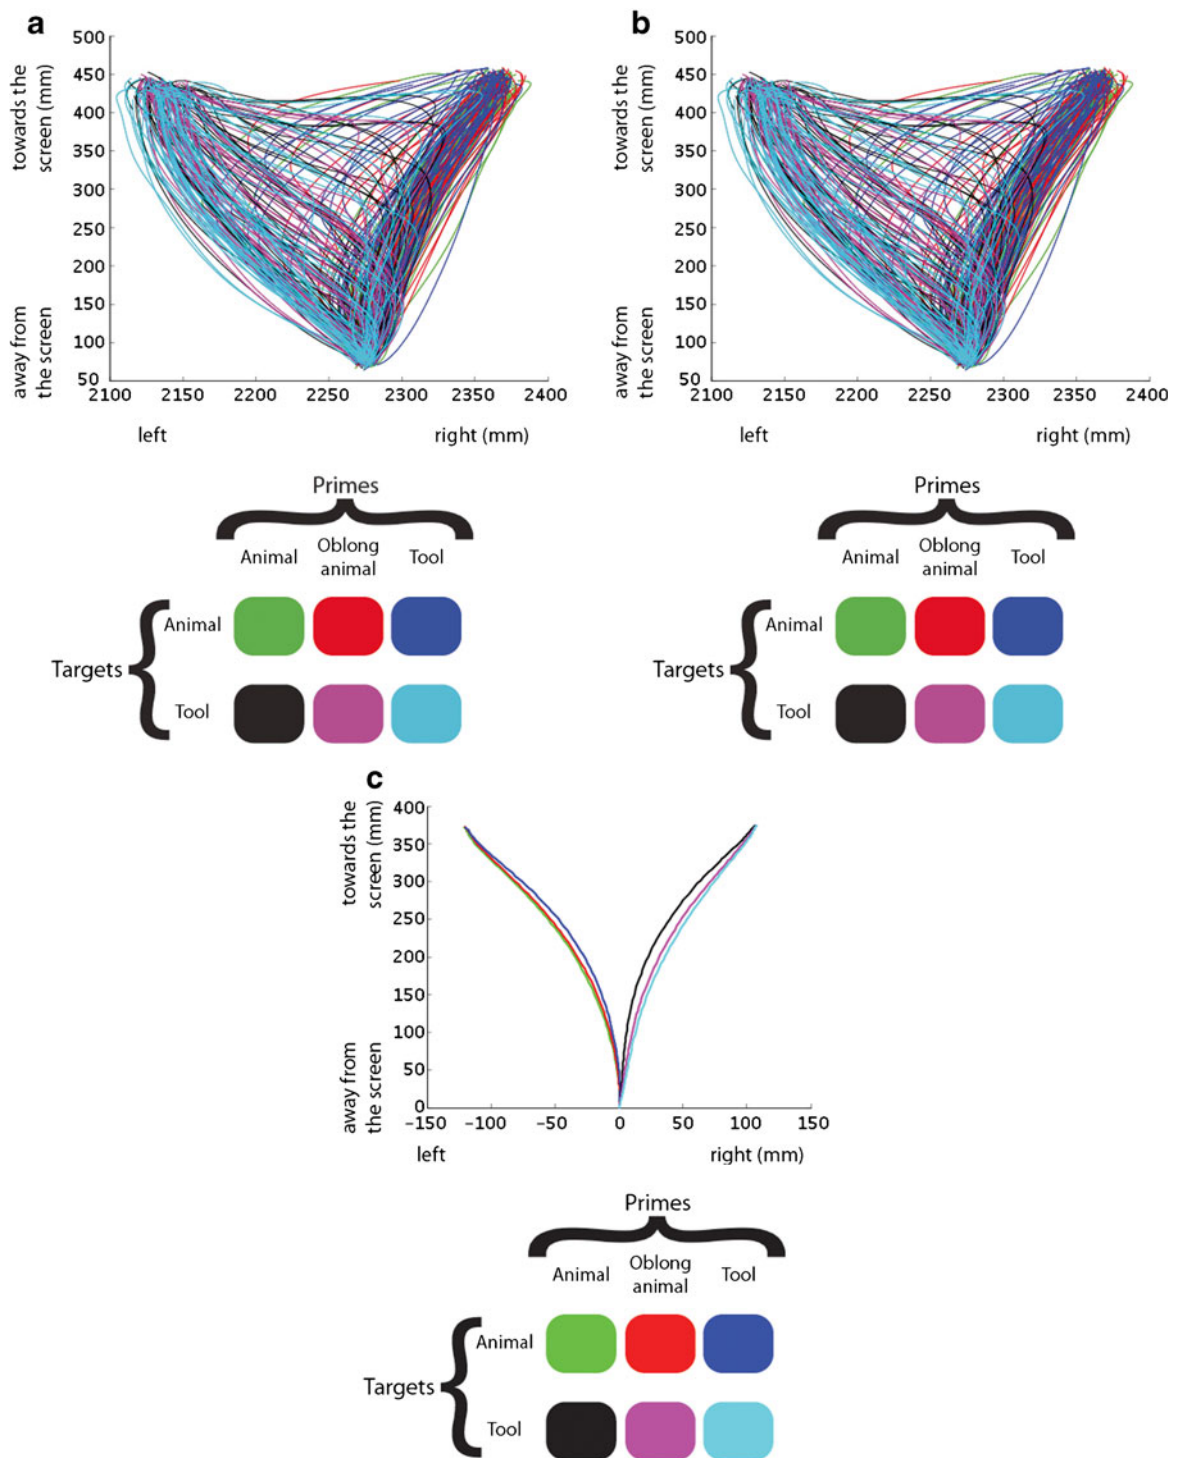 a
towards the
screen (mm)
away from
the screen
500
450
400
350
300
250
200
150
100
50
2100 2150 2200 2250 2300 2350 2400
left right (mm)
b
towards the
screen (mm)
away from
the screen
500
450
400
350
300
250
200
150
100
50
2100 2150 2200 2250 2300 2350 2400
left right (mm)
Primes
Animal Oblong Tool
animal
Animal
Targets
Tool
Primes
Animal Oblong Tool
animal
Animal
Targets
Tool
c
towards the
screen (mm)
away from
the screen
400
350
300
250
200
150
100
50
0
−150 −100 −50 0 50 100 150
left right (mm)
Primes
Animal Oblong Tool
animal
Animal
Targets
Tool